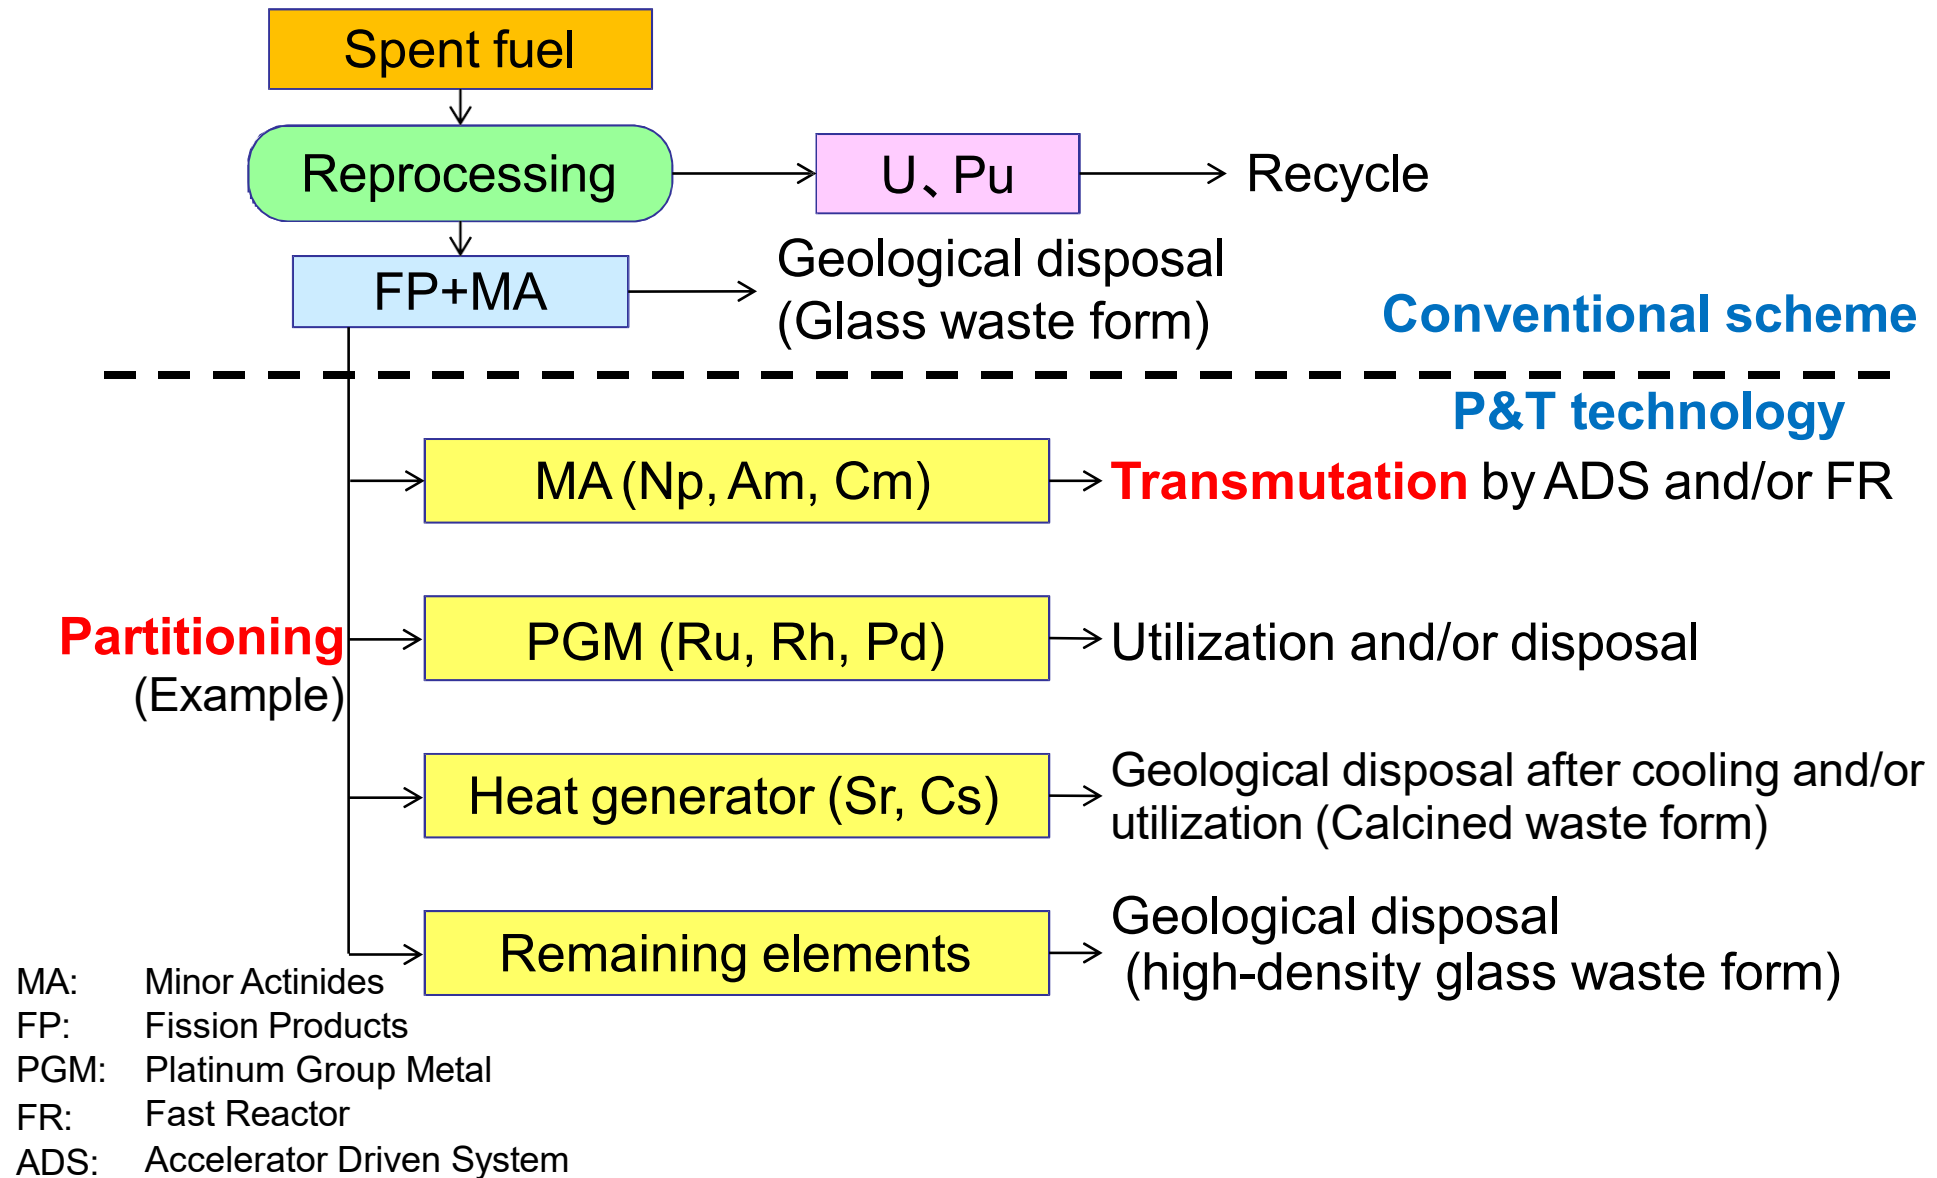 Spent fuel
Reprocessing
U、Pu
Recycle
FP+MA
Geological disposal
(Glass waste form)
Conventional scheme
P&T technology
MA (Np, Am, Cm)
Transmutation by ADS and/or FR
Partitioning
(Example)
PGM (Ru, Rh, Pd)
Utilization and/or disposal
Heat generator (Sr, Cs)
Geological disposal after cooling and/or
utilization (Calcined waste form)
Remaining elements
Geological disposal
(high-density glass waste form)
MA: Minor Actinides
FP: Fission Products
PGM: Platinum Group Metal
FR: Fast Reactor
ADS: Accelerator Driven System